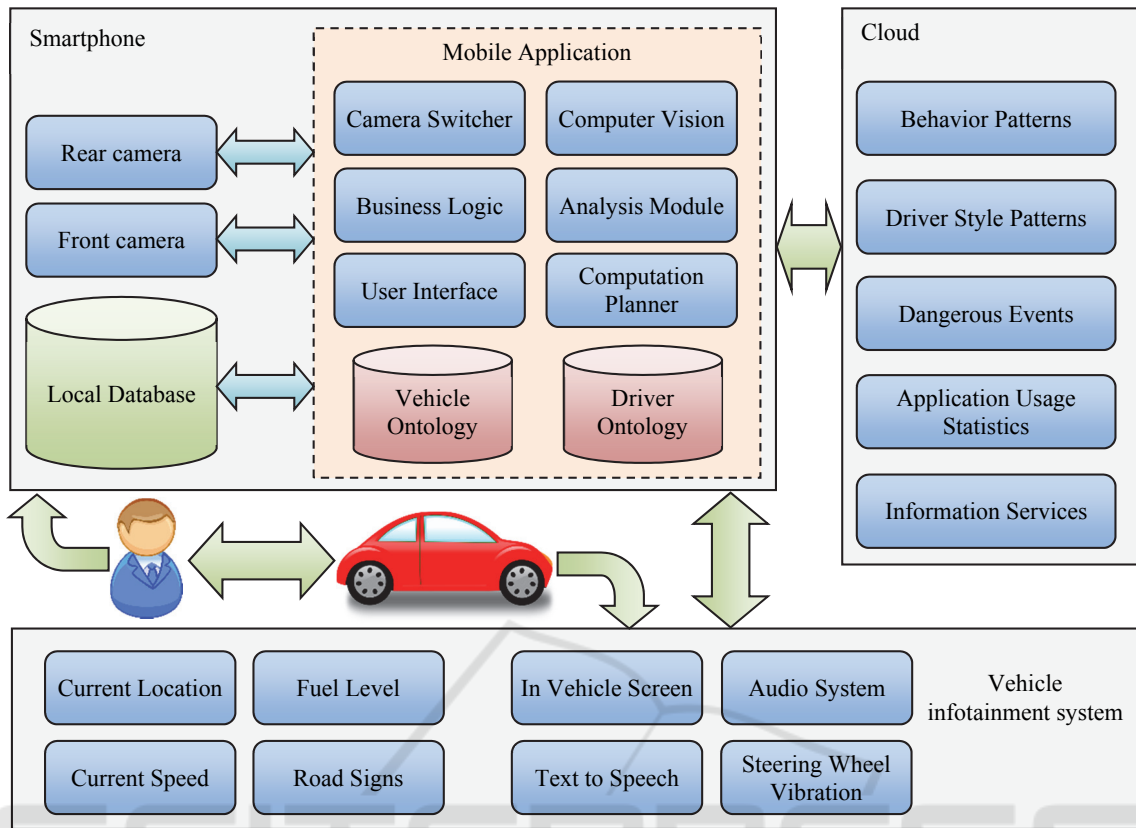 Smartphone
Mobile Application
Rear camera
Front camera
Local Database
Camera Switcher
Computer Vision
Business Logic
Analysis Module
User Interface
Computation
Planner
Vehicle
Ontology
Driver
Ontology
Cloud
Behavior Patterns
Driver Style Patterns
Dangerous Events
Application Usage
Statistics
Information Services
Current Location
Fuel Level
In Vehicle Screen
Audio System
Current Speed
Road Signs
Text to Speech
Steering Wheel
Vibration
Vehicle
infotainment system